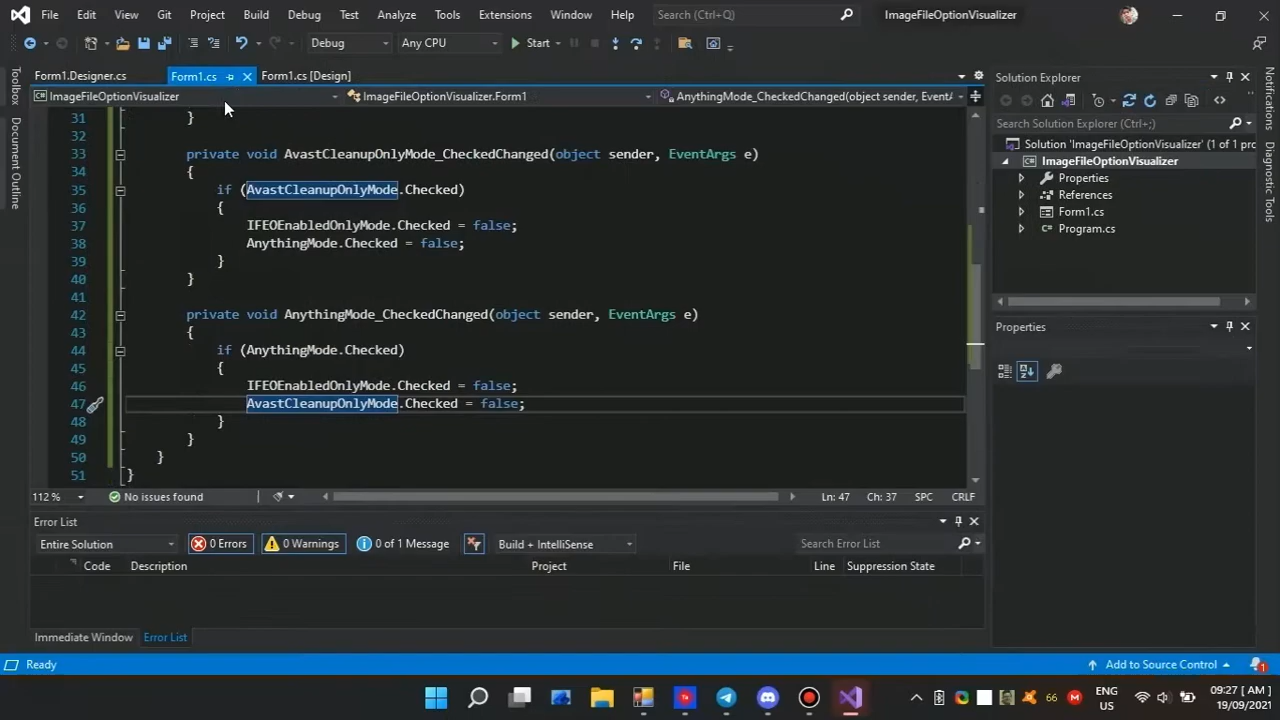 File Edit View Git Project Build Debug Test Analyze Tools Extensions Window Help Search (Ctrl+Q) ImageFileOptionVisualizer
Debug Any CPU Start
Toolbox
Document Outline
Form1.Designer.cs Form1.cs Form1.cs [Design]
ImageFileOptionVisualizer ImageFileOptionVisualizer.Form1 AnythingMode_CheckedChanged(object sender, EventA
31 }
32
33 private void AvastCleanupOnlyMode_CheckedChanged(object sender, EventArgs e)
34 {
35 if (AvastCleanupOnlyMode.Checked)
36 {
37 IFEOEnabledOnlyMode.Checked = false;
38 AnythingMode.Checked = false;
39 }
40 }
41
42 private void AnythingMode_CheckedChanged(object sender, EventArgs e)
43 {
44 if (AnythingMode.Checked)
45 {
46 IFEOEnabledOnlyMode.Checked = false;
47 AvastCleanupOnlyMode.Checked = false;
48 }
49 }
50 }
51 }
112 % No issues found Ln: 47 Ch: 37 SPC CRLF
Error List
Entire Solution 0 Errors 0 Warnings 0 of 1 Message Build + IntelliSense Search Error List
Code Description Project File Line Suppression State
Immediate Window Error List
Solution Explorer
Search Solution Explorer (Ctrl+;)
Solution 'ImageFileOptionVisualizer' (1 of 1 pro
ImageFileOptionVisualizer
Properties
References
Form1.cs
Program.cs
Properties
Notifications
Diagnostic Tools
Ready Add to Source Control 1
66 ENG US 09:27 [ AM ]
19/09/2021